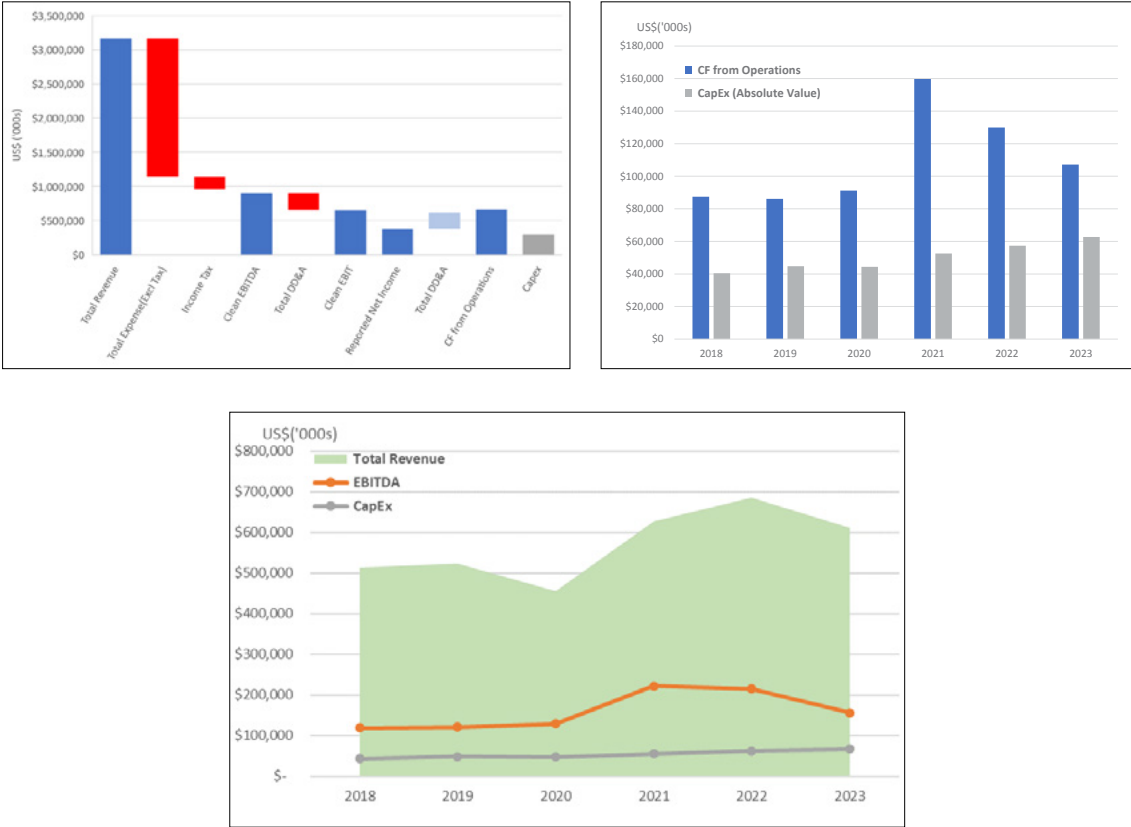 US$ ('000s)
$3,500,000
$3,000,000
$2,500,000
$2,000,000
$1,500,000
$1,000,000
$500,000
$0
Total Revenue
Total Expense(Excl Tax)
Income Tax
Clean EBITDA
Total DD&A
Clean EBIT
Reported Net Income
Total DD&A
CF from Operations
Capex
US$('000s)
$180,000
$160,000
$140,000
$120,000
$100,000
$80,000
$60,000
$40,000
$20,000
$0
CF from Operations
CapEx (Absolute Value)
2018 2019 2020 2021 2022 2023
US$('000s)
$800,000
$700,000
$600,000
$500,000
$400,000
$300,000
$200,000
$100,000
$-
Total Revenue
EBITDA
CapEx
2018 2019 2020 2021 2022 2023